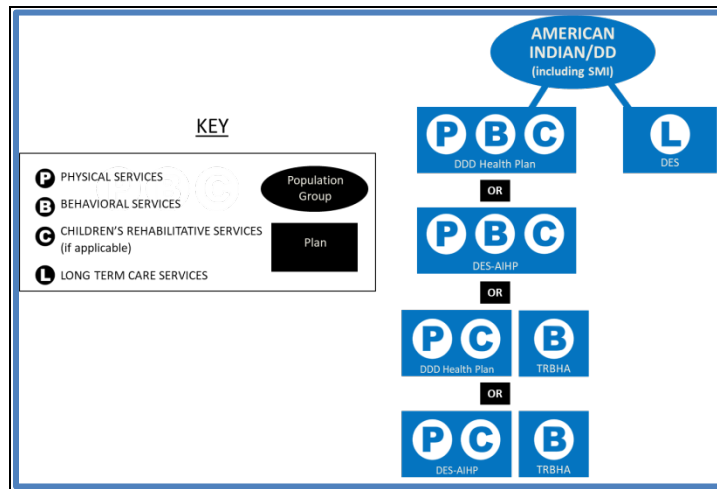 AMERICAN
INDIAN/DD
(including SMI)
P B C
DDD Health Plan
L
DES
OR
P B C
DES-AIHP
OR
P C
DDD Health Plan
B
TRBHA
OR
P C
DES-AIHP
B
TRBHA
KEY
P PHYSICAL SERVICES
B BEHAVIORAL SERVICES
C CHILDREN'S REHABILITATIVE SERVICES
(if applicable)
L LONG TERM CARE SERVICES
Population
Group
Plan